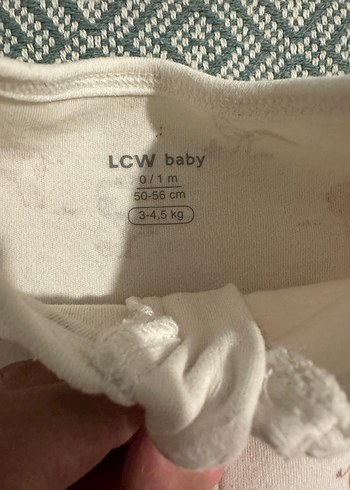 LCW baby
0 / 1 m
50-56 cm
3-4,5 kg